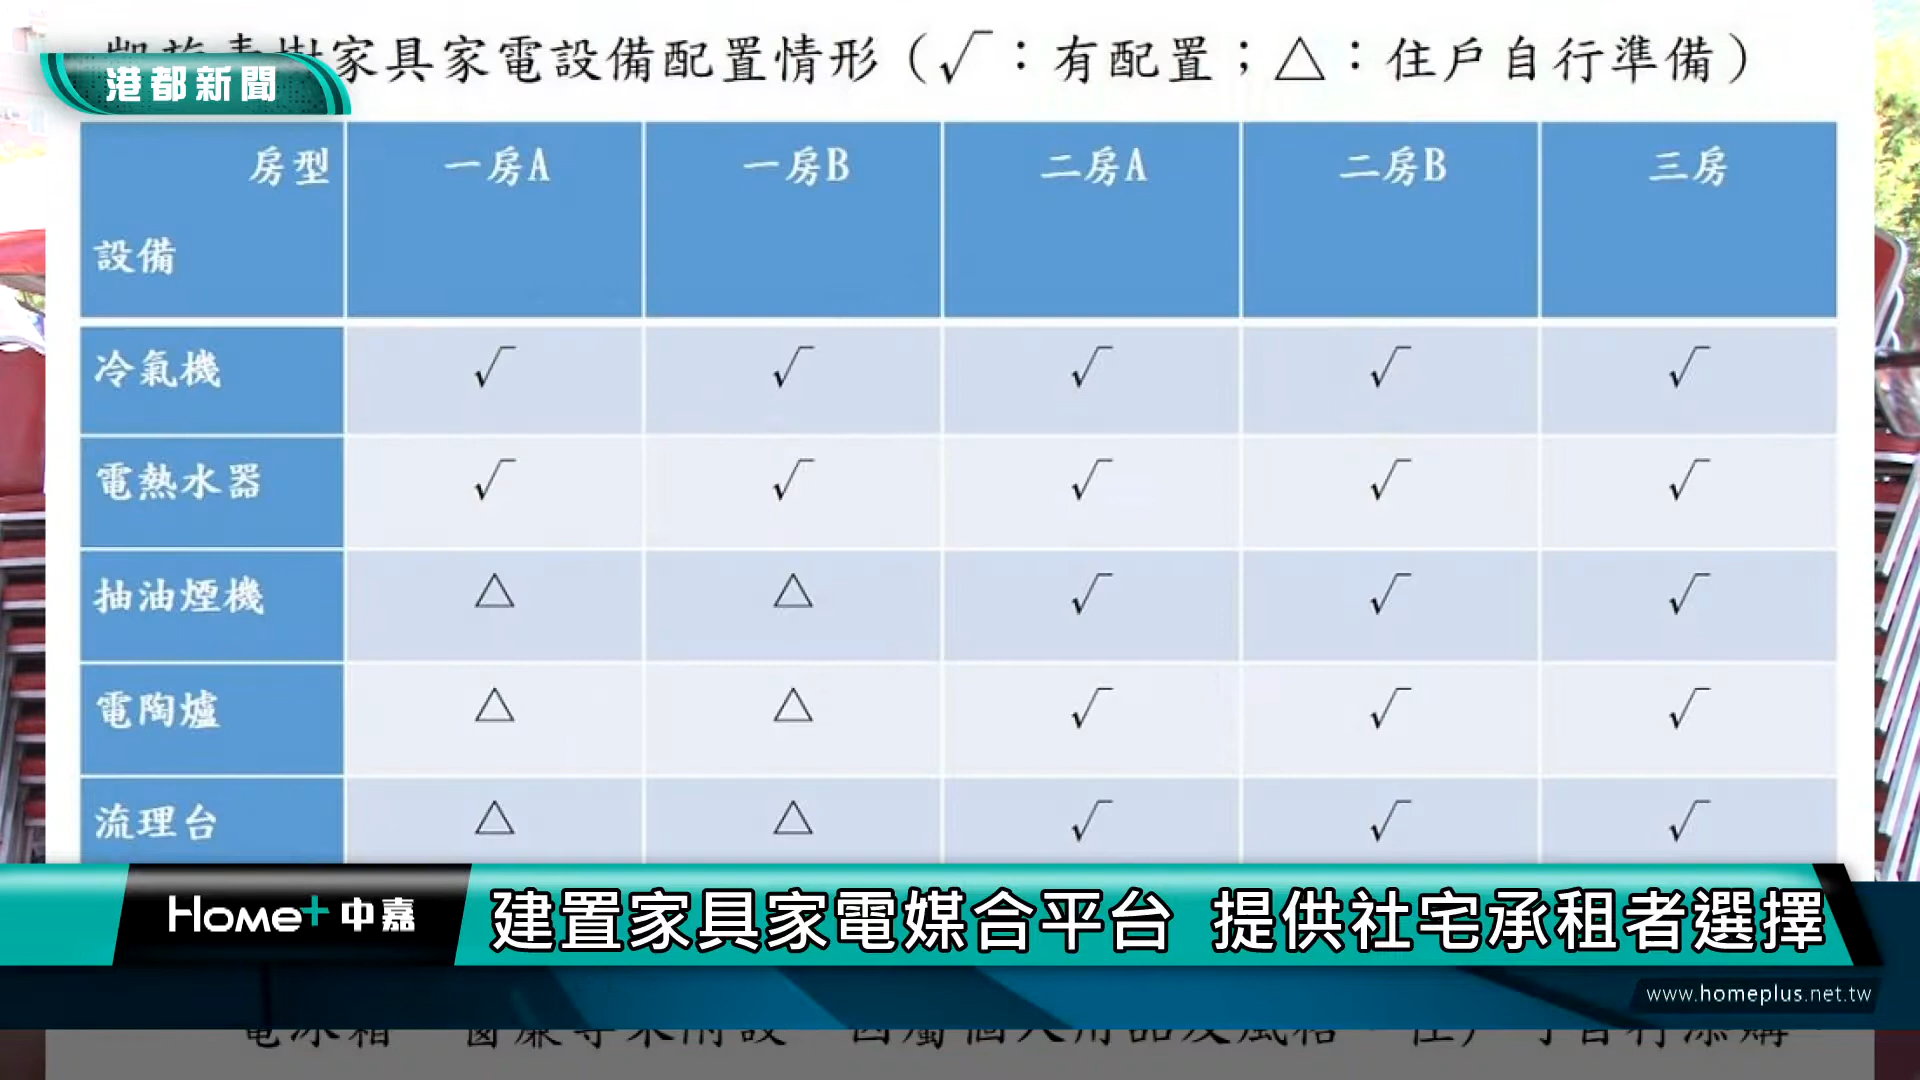 家具家電設備配置情形（√：有配置；△：住戶自行準備）
港都新聞
房型 一房A 一房B 二房A 二房B 三房
設備
冷氣機 √ √ √ √ √
電熱水器 √ √ √ √ √
抽油煙機 △ △ √ √ √
電陶爐 △ △ √ √ √
流理台 △ △ √ √ √
Home+ 中嘉 建置家具家電媒合平台 提供社宅承租者選擇
www.homeplus.net.tw